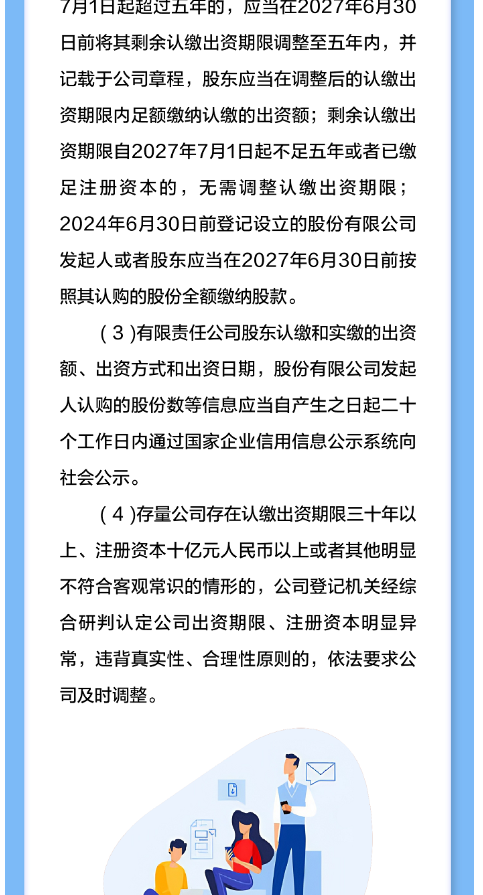 7月1日起超过五年的，应当在2027年6月30
日前将其剩余认缴出资期限调整至五年内，并
记载于公司章程，股东应当在调整后的认缴出
资期限内足额缴纳认缴的出资额；剩余认缴出
资期限自2027年7月1日起不足五年或者已缴
足注册资本的，无需调整认缴出资期限；
2024年6月30日前登记设立的股份有限公司
发起人或者股东应当在2027年6月30日前按
照其认购的股份全额缴纳股款。
( 3 )有限责任公司股东认缴和实缴的出资
额、出资方式和出资日期，股份有限公司发起
人认购的股份数等信息应当自产生之日起二十
个工作日内通过国家企业信用信息公示系统向
社会公示。
( 4 )存量公司存在认缴出资期限三十年以
上、注册资本十亿元人民币以上或者其他明显
不符合客观常识的情形的，公司登记机关经综
合研判认定公司出资期限、注册资本明显异
常，违背真实性、合理性原则的，依法要求公
司及时调整。